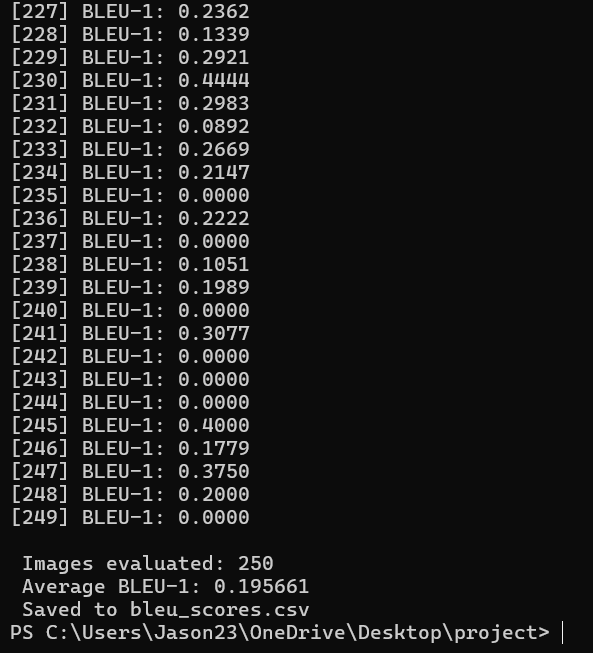 [227] BLEU-1: 0.2362
[228] BLEU-1: 0.1339
[229] BLEU-1: 0.2921
[230] BLEU-1: 0.4444
[231] BLEU-1: 0.2983
[232] BLEU-1: 0.0892
[233] BLEU-1: 0.2669
[234] BLEU-1: 0.2147
[235] BLEU-1: 0.0000
[236] BLEU-1: 0.2222
[237] BLEU-1: 0.0000
[238] BLEU-1: 0.1051
[239] BLEU-1: 0.1989
[240] BLEU-1: 0.0000
[241] BLEU-1: 0.3077
[242] BLEU-1: 0.0000
[243] BLEU-1: 0.0000
[244] BLEU-1: 0.0000
[245] BLEU-1: 0.4000
[246] BLEU-1: 0.1779
[247] BLEU-1: 0.3750
[248] BLEU-1: 0.2000
[249] BLEU-1: 0.0000
Images evaluated: 250
Average BLEU-1: 0.195661
Saved to bleu_scores.csv
PS C:\Users\Jason23\OneDrive\Desktop\project>